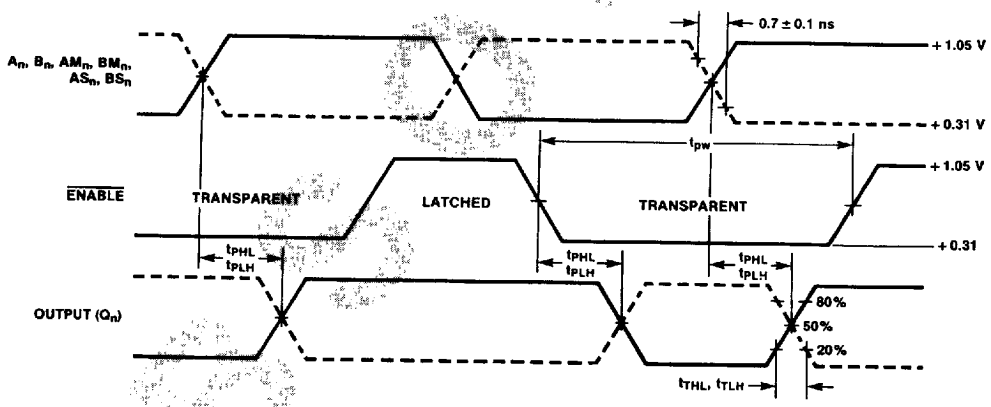 0.7 ± 0.1 ns
An, Bn, AMn, BMn,
ASn, BSn
+ 1.05 V
+ 0.31 V
tpw
+ 1.05 V
ENABLE
TRANSPARENT
LATCHED
TRANSPARENT
+ 0.31
tPHL
tPLH
tPHL
tPLH
tPHL
tPLH
OUTPUT (Qn)
80%
50%
20%
tTHL, tTLH